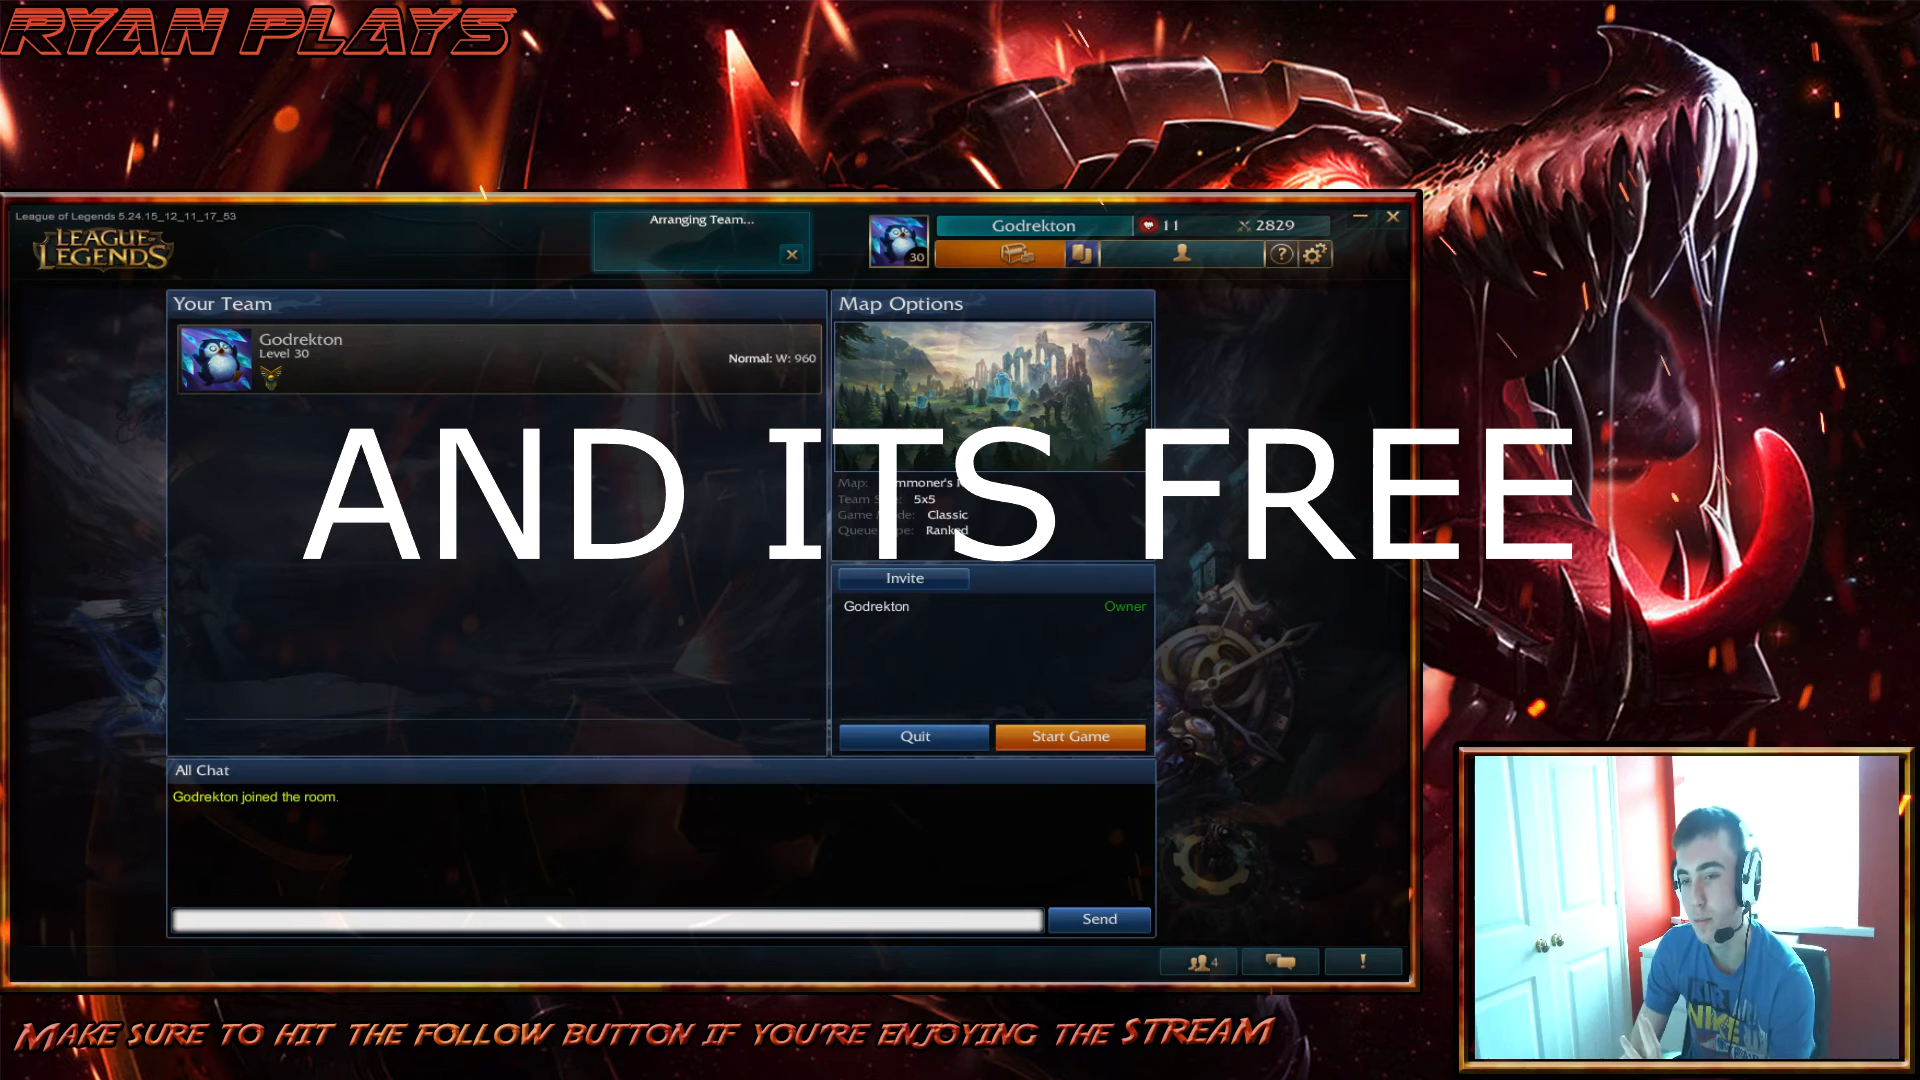 RYAN PLAYS
League of Legends 5.24.15_12_11_17_53
LEAGUE OF LEGENDS
Arranging Team...
Godrekton
11
2829
30
?
Your Team
Godrekton
Level 30
Normal: W: 960
Map Options
AND ITS FREE
Map:
5x5
Classic
Ranked
Invite
Godrekton Owner
Quit
Start Game
All Chat
Godrekton joined the room.
Send
4
!
NIKE
MAKE SURE TO HIT THE FOLLOW BUTTON IF YOU'RE ENJOYING THE STREAM